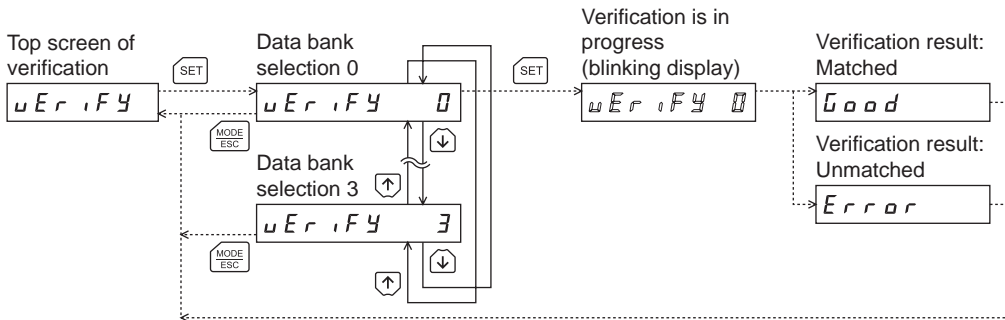 Top screen of
verification
SET
uEriFY
Data bank
selection 0
uEriFY 0
MODE
ESC
Data bank
selection 3
uEriFY 3
MODE
ESC
SET
Verification is in
progress
(blinking display)
uEriFY 0
Verification result:
Matched
Good
Verification result:
Unmatched
Error